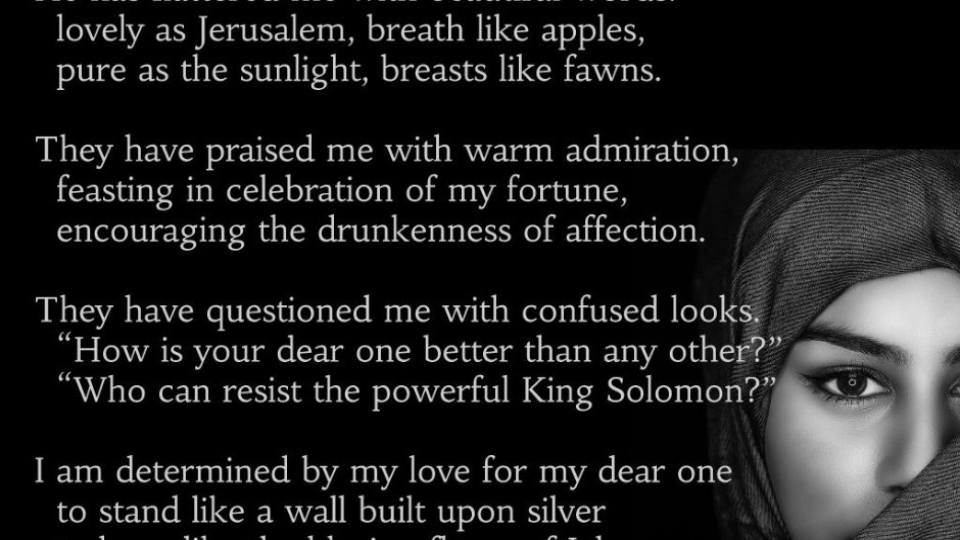 lovely as Jerusalem, breath like apples,
pure as the sunlight, breasts like fawns.
They have praised me with warm admiration,
feasting in celebration of my fortune,
encouraging the drunkenness of affection.
They have questioned me with confused looks.
“How is your dear one better than any other?”
“Who can resist the powerful King Solomon?”
I am determined by my love for my dear one
to stand like a wall built upon silver